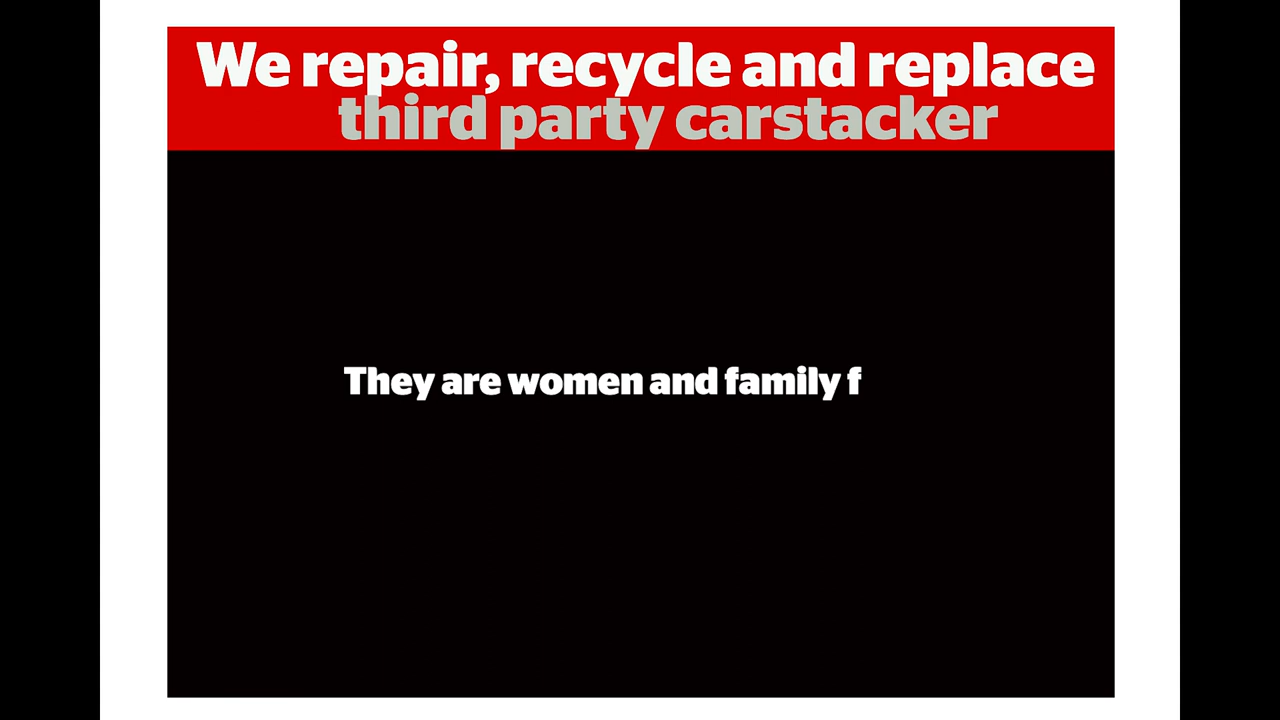 We repair, recycle and replace
third party carstacker
They are women and family f